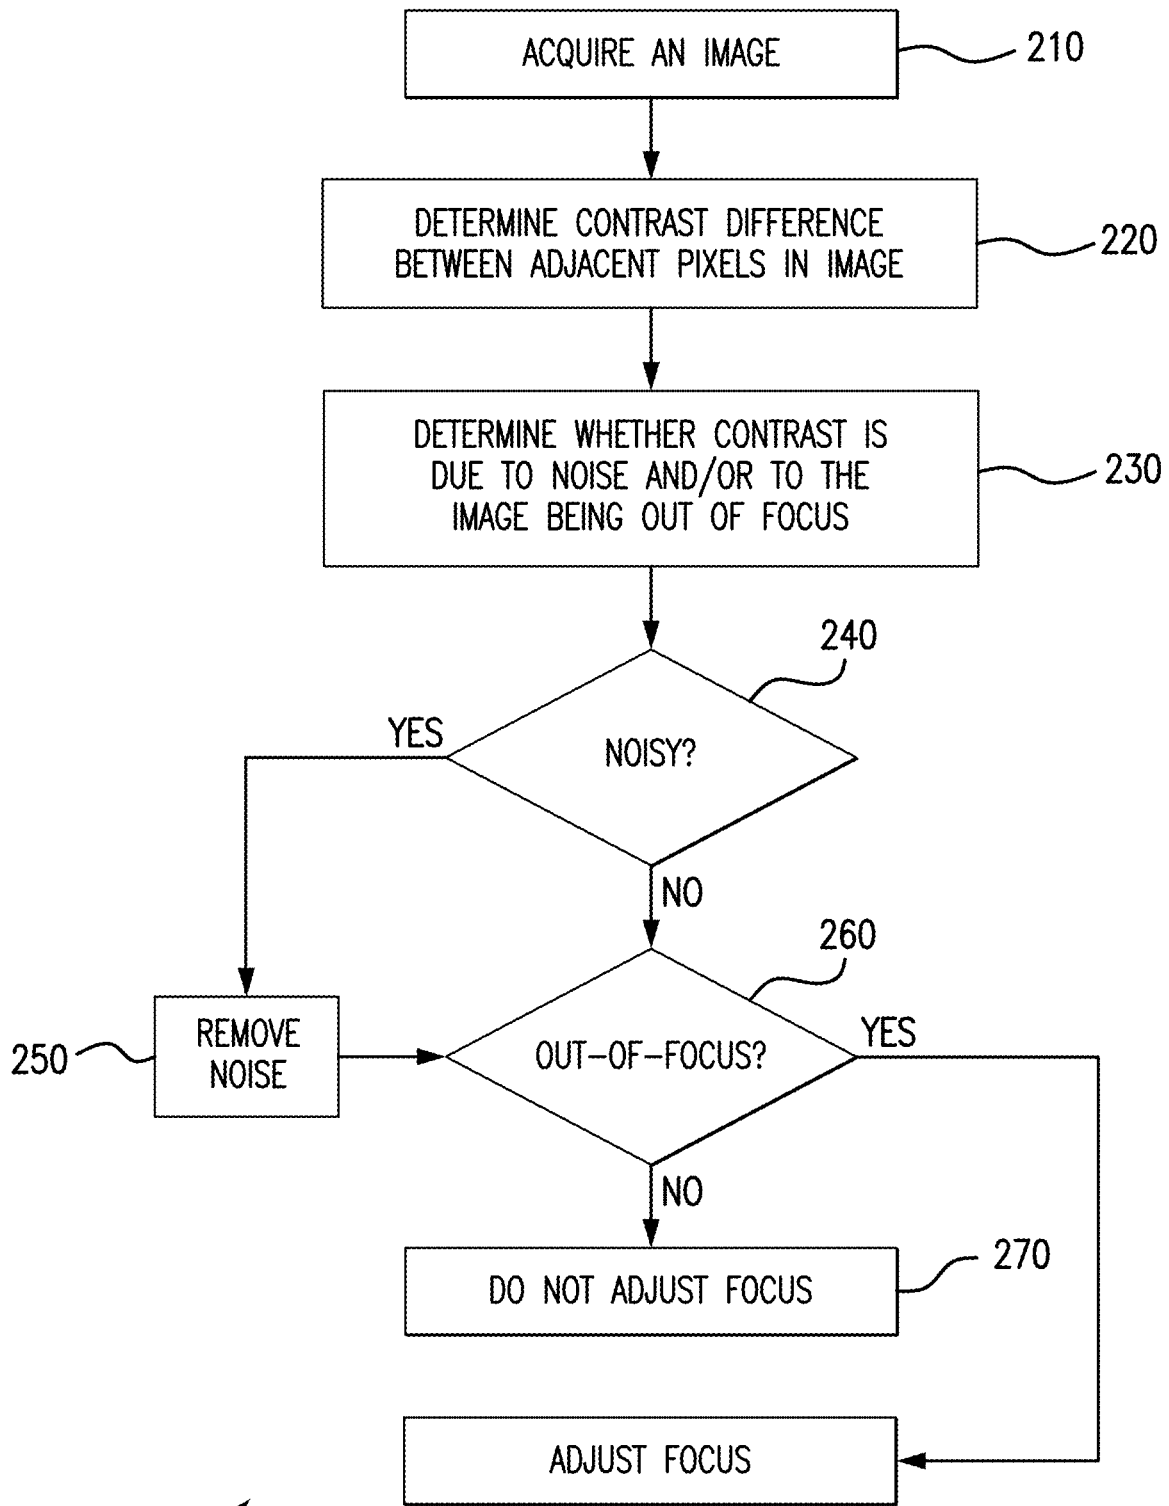 ACQUIRE AN IMAGE
210
DETERMINE CONTRAST DIFFERENCE
BETWEEN ADJACENT PIXELS IN IMAGE
220
DETERMINE WHETHER CONTRAST IS
DUE TO NOISE AND/OR TO THE
IMAGE BEING OUT OF FOCUS
230
240
YES
NOISY?
NO
260
REMOVE
NOISE
250
OUT-OF-FOCUS?
YES
NO
270
DO NOT ADJUST FOCUS
ADJUST FOCUS